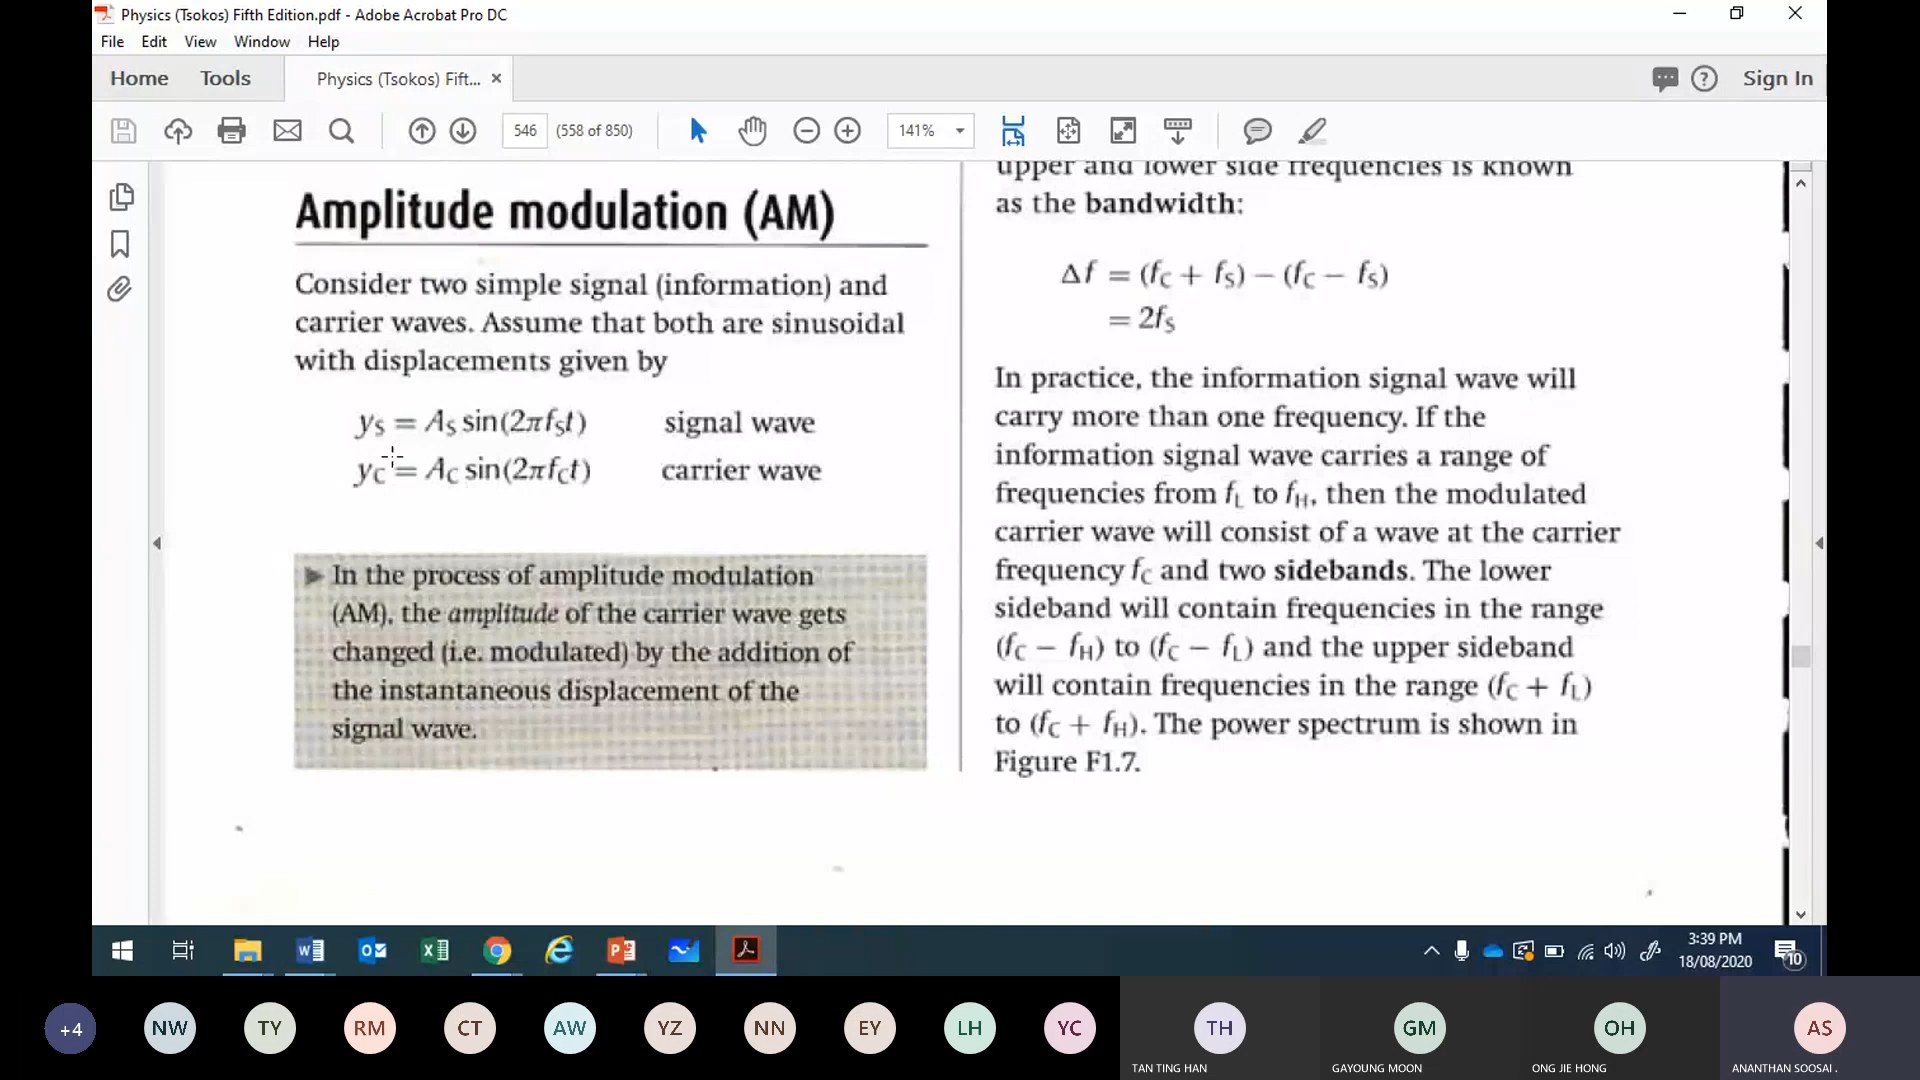 Physics (Tsokos) Fifth Edition.pdf - Adobe Acrobat Pro DC
File Edit View Window Help
Home Tools Physics (Tsokos) Fift... × Sign In
546 (558 of 850) 141%
Amplitude modulation (AM)
Consider two simple signal (information) and
carrier waves. Assume that both are sinusoidal
with displacements given by
yS = AS sin(2πfSt) signal wave
yC = AC sin(2πfCt) carrier wave
▶ In the process of amplitude modulation
(AM), the amplitude of the carrier wave gets
changed (i.e. modulated) by the addition of
the instantaneous displacement of the
signal wave.
upper and lower side frequencies is known
as the bandwidth:
Δf = (fC + fS) − (fC − fS)
= 2fS
In practice, the information signal wave will
carry more than one frequency. If the
information signal wave carries a range of
frequencies from fL to fH, then the modulated
carrier wave will consist of a wave at the carrier
frequency fC and two sidebands. The lower
sideband will contain frequencies in the range
(fC − fH) to (fC − fL) and the upper sideband
will contain frequencies in the range (fC + fL)
to (fC + fH). The power spectrum is shown in
Figure F1.7.
3:39 PM
18/08/2020
10
+4 NW TY RM CT AW YZ NN EY LH YC TH GM OH AS
TAN TING HAN GAYOUNG MOON ONG JIE HONG ANANTHAN SOOSAI .